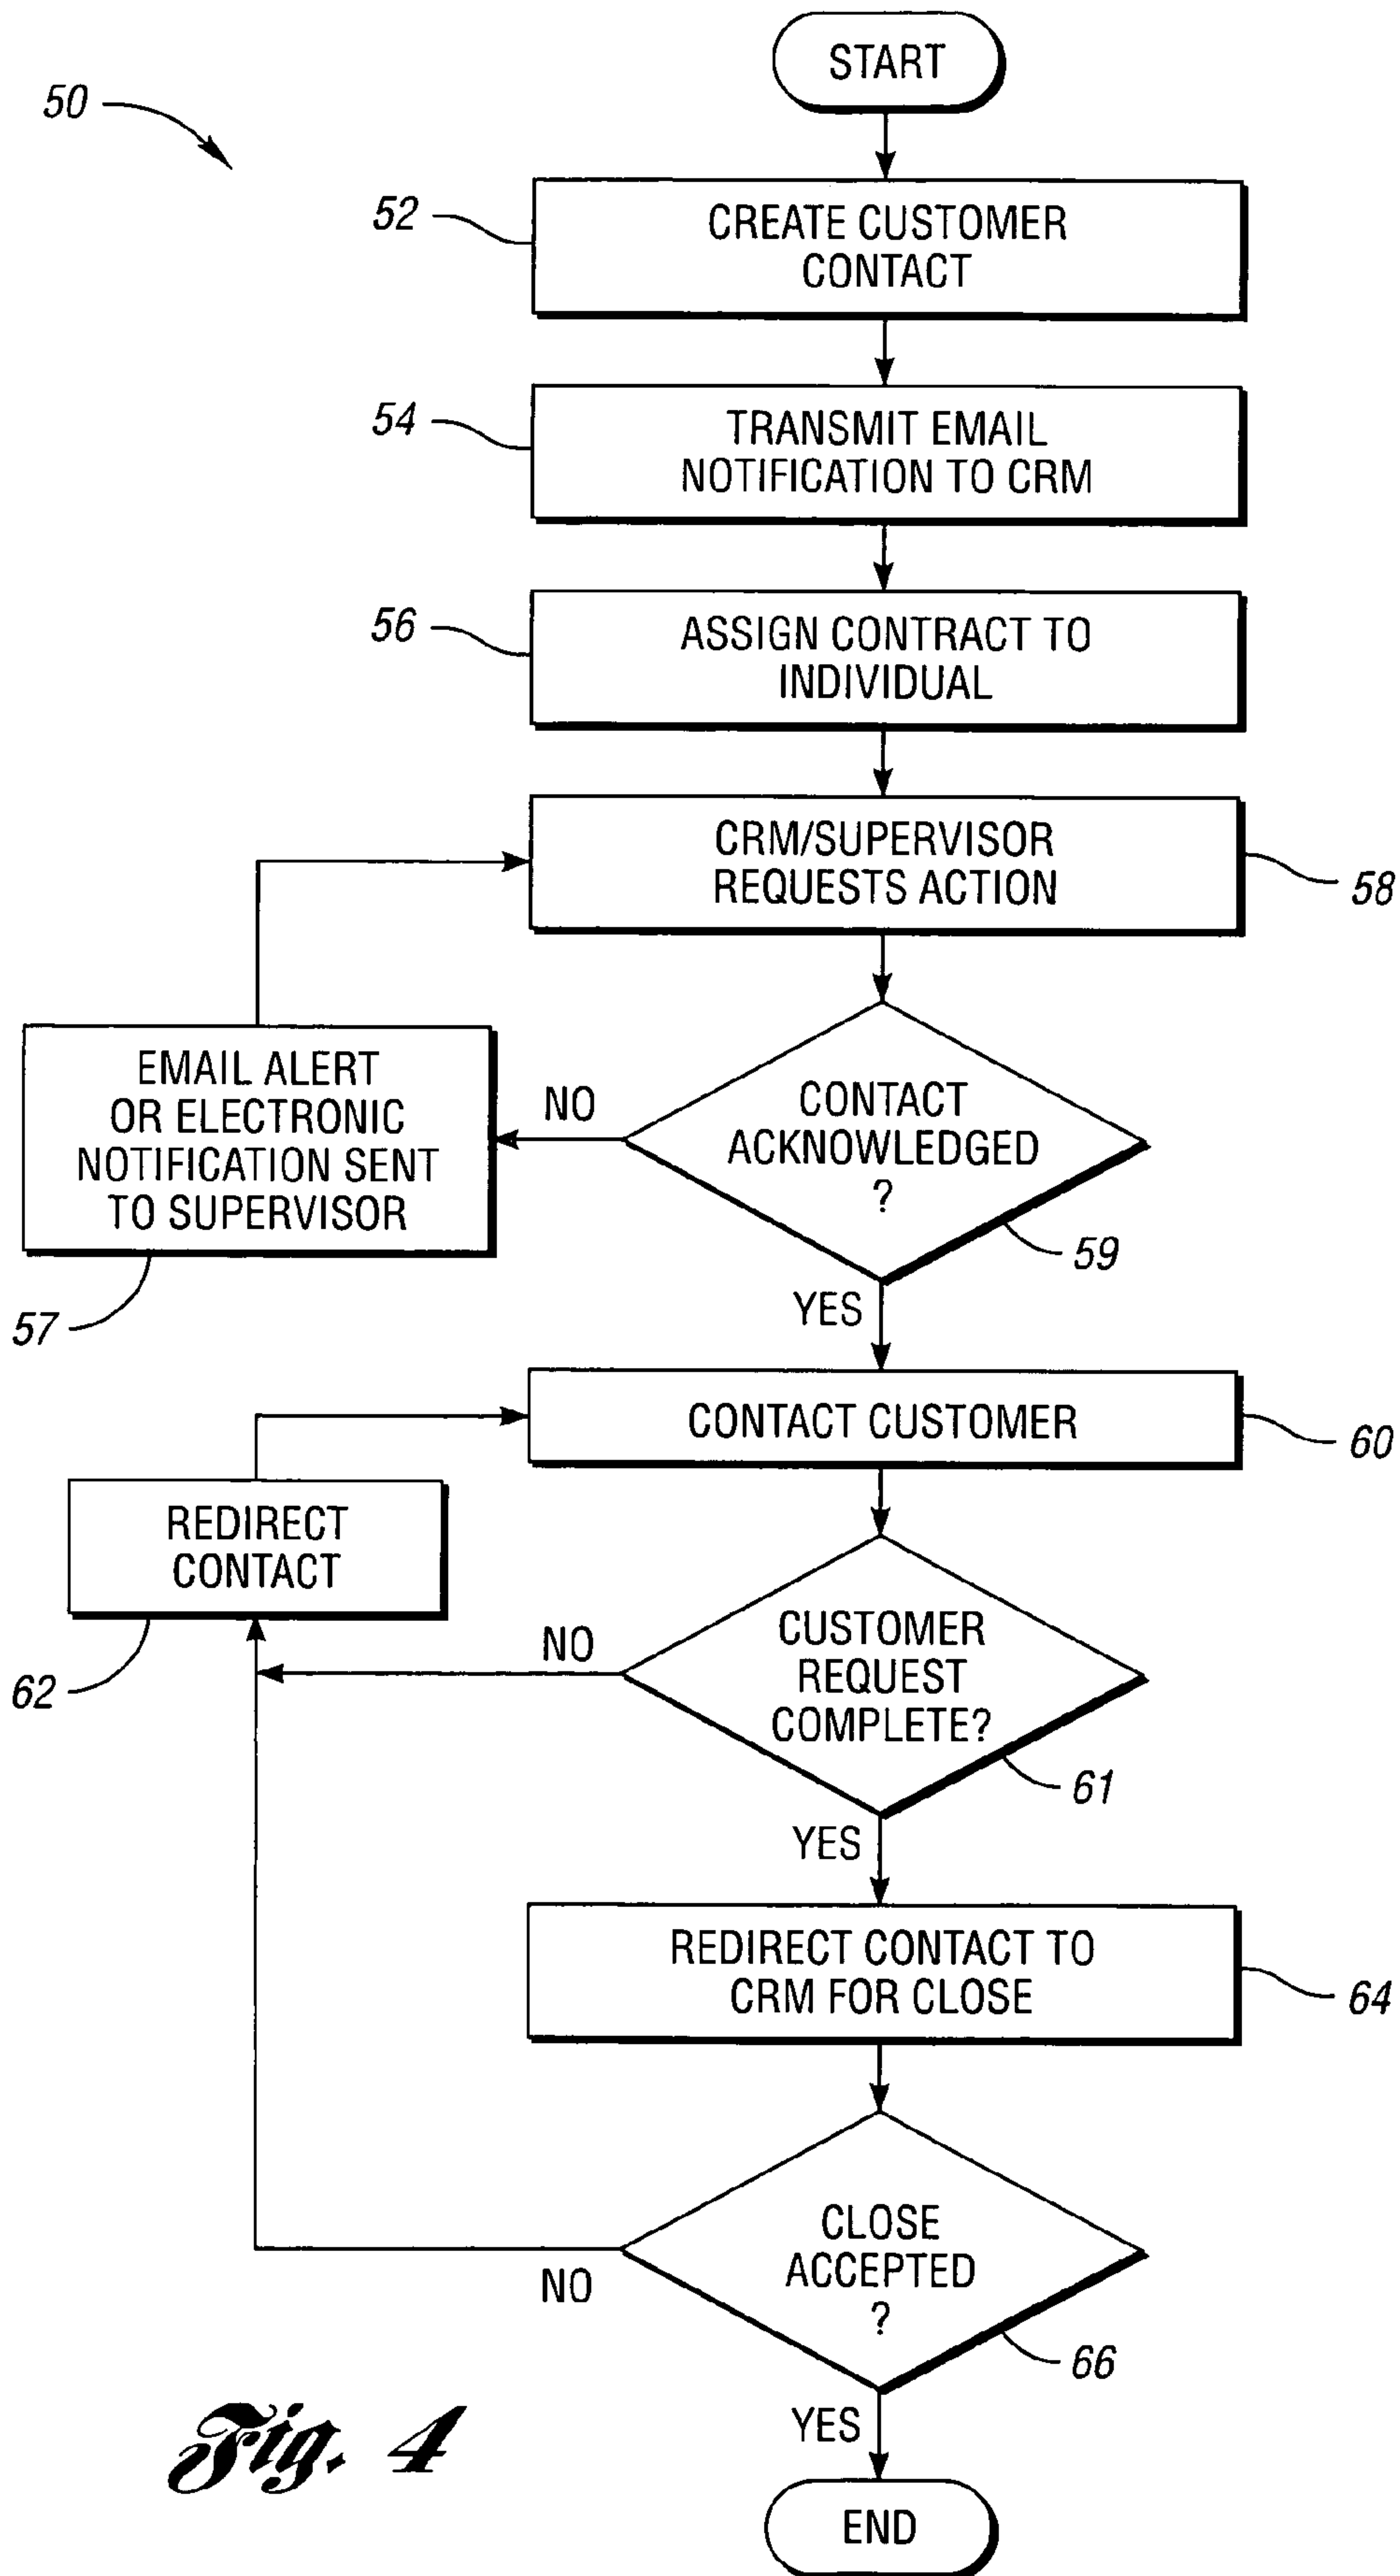 START
50
52
CREATE CUSTOMER
CONTACT
54
TRANSMIT EMAIL
NOTIFICATION TO CRM
56
ASSIGN CONTRACT TO
INDIVIDUAL
CRM/SUPERVISOR
REQUESTS ACTION
58
EMAIL ALERT
OR ELECTRONIC
NOTIFICATION SENT
TO SUPERVISOR
57
NO
CONTACT
ACKNOWLEDGED
?
59
YES
CONTACT CUSTOMER
60
REDIRECT
CONTACT
62
NO
CUSTOMER
REQUEST
COMPLETE?
61
YES
REDIRECT CONTACT TO
CRM FOR CLOSE
64
CLOSE
ACCEPTED
?
NO
66
YES
END
Fig. 4